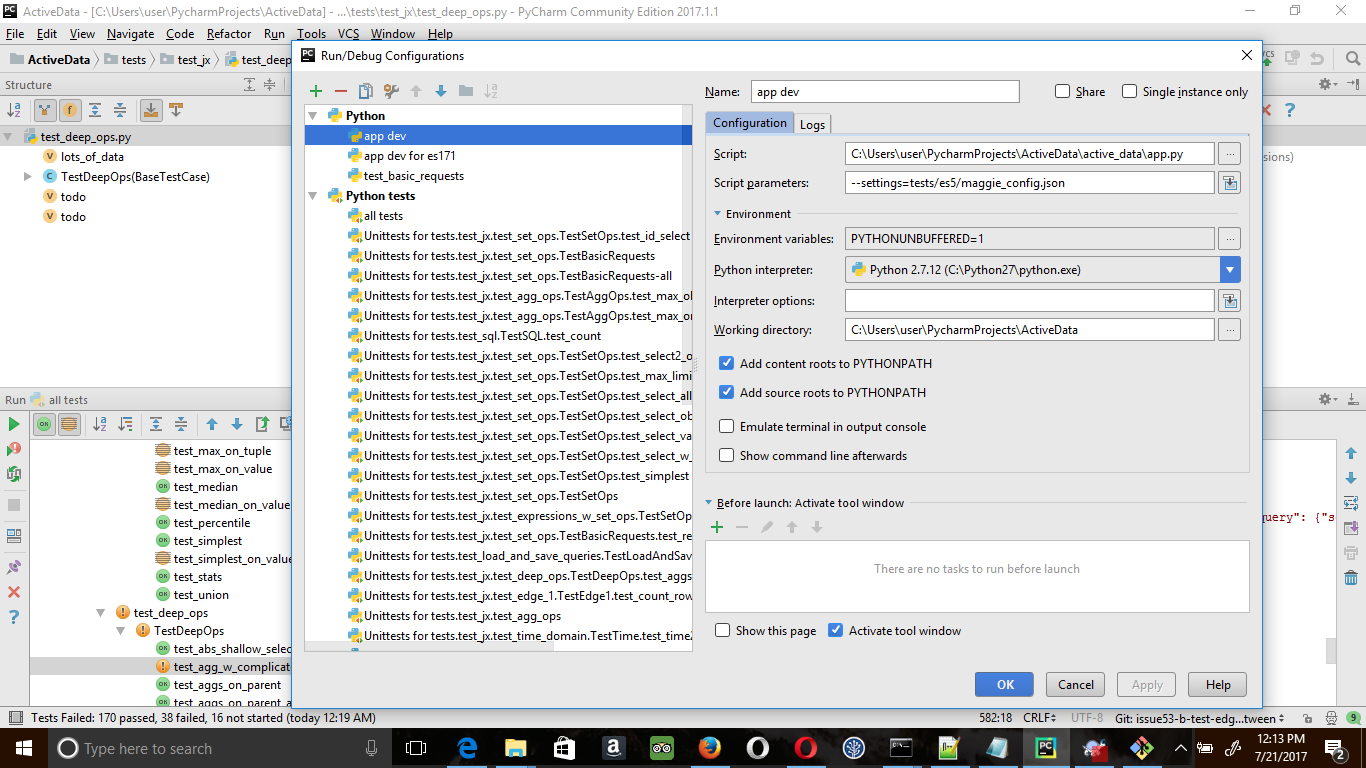 ActiveData - [C:\Users\user\PycharmProjects\ActiveData] - ...\tests\test_jx\test_deep_ops.py - PyCharm Community Edition 2017.1.1
File Edit View Navigate Code Refactor Run Tools VCS Window Help
ActiveData tests test_jx test_deep
Structure
test_deep_ops.py
lots_of_data
TestDeepOps(BaseTestCase)
todo
todo
Run all tests
test_max_on_tuple
test_max_on_value
test_median
test_median_on_value
test_percentile
test_simplest
test_simplest_on_value
test_stats
test_union
test_deep_ops
TestDeepOps
test_abs_shallow_selec
test_agg_w_complicat
test_aggs_on_parent
test_aggs_on_parent_a
Run/Debug Configurations
Python
app dev
app dev for es171
test_basic_requests
Python tests
all tests
Unittests for tests.test_jx.test_set_ops.TestSetOps.test_id_select
Unittests for tests.test_jx.test_set_ops.TestBasicRequests
Unittests for tests.test_jx.test_set_ops.TestBasicRequests-all
Unittests for tests.test_jx.test_agg_ops.TestAggOps.test_max_ol
Unittests for tests.test_jx.test_agg_ops.TestAggOps.test_max_or
Unittests for tests.test_sql.TestSQL.test_count
Unittests for tests.test_jx.test_set_ops.TestSetOps.test_select2_o
Unittests for tests.test_jx.test_set_ops.TestSetOps.test_max_limi
Unittests for tests.test_jx.test_set_ops.TestSetOps.test_select_all
Unittests for tests.test_jx.test_set_ops.TestSetOps.test_select_ob
Unittests for tests.test_jx.test_set_ops.TestSetOps.test_select_va
Unittests for tests.test_jx.test_set_ops.TestSetOps.test_select_w_
Unittests for tests.test_jx.test_set_ops.TestSetOps.test_simplest
Unittests for tests.test_jx.test_set_ops.TestSetOps
Unittests for tests.test_jx.test_expressions_w_set_ops.TestSetOp
Unittests for tests.test_jx.test_set_ops.TestBasicRequests.test_re
Unittests for tests.test_load_and_save_queries.TestLoadAndSav
Unittests for tests.test_jx.test_deep_ops.TestDeepOps.test_aggs
Unittests for tests.test_jx.test_edge_1.TestEdge1.test_count_row
Unittests for tests.test_jx.test_agg_ops
Unittests for tests.test_jx.test_time_domain.TestTime.test_time2
Name: app dev Share Single instance only
Configuration Logs
Script: C:\Users\user\PycharmProjects\ActiveData\active_data\app.py ...
Script parameters: --settings=tests/es5/maggie_config.json
Environment
Environment variables: PYTHONUNBUFFERED=1 ...
Python interpreter: Python 2.7.12 (C:\Python27\python.exe)
Interpreter options:
Working directory: C:\Users\user\PycharmProjects\ActiveData ...
Add content roots to PYTHONPATH
Add source roots to PYTHONPATH
Emulate terminal in output console
Show command line afterwards
Before launch: Activate tool window
There are no tasks to run before launch
Show this page Activate tool window
OK Cancel Apply Help
VCS
sions)
query": {"s
Tests Failed: 170 passed, 38 failed, 16 not started (today 12:19 AM) 582:18 CRLF UTF-8 Git: issue53-b-test-edg...tween 9
Type here to search
12:13 PM
7/21/2017
2